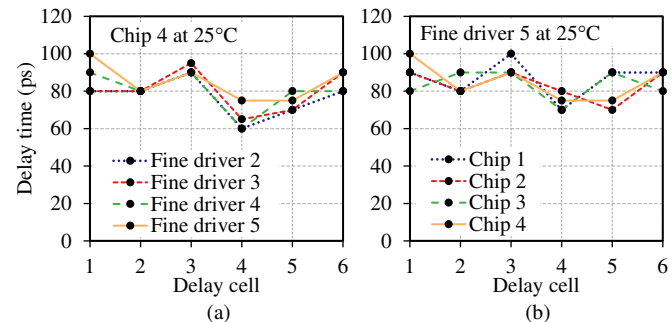 Chip 4 at 25°C
Delay time (ps)
120
100
80
60
40
20
0
Fine driver 2
Fine driver 3
Fine driver 4
Fine driver 5
1 2 3 4 5 6
Delay cell
(a)
Fine driver 5 at 25°C
120
100
80
60
40
20
0
Chip 1
Chip 2
Chip 3
Chip 4
1 2 3 4 5 6
Delay cell
(b)